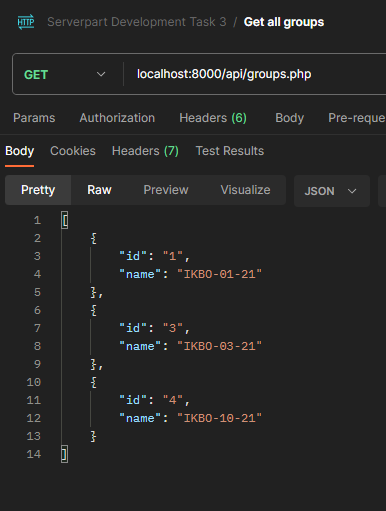 HTTP Serverpart Development Task 3 / Get all groups
GET localhost:8000/api/groups.php
Params Authorization Headers (6) Body Pre-reque
Body Cookies Headers (7) Test Results
Pretty Raw Preview Visualize JSON
1 [
2 {
3 "id": "1",
4 "name": "IKBO-01-21"
5 },
6 {
7 "id": "3",
8 "name": "IKBO-03-21"
9 },
10 {
11 "id": "4",
12 "name": "IKBO-10-21"
13 }
14 ]